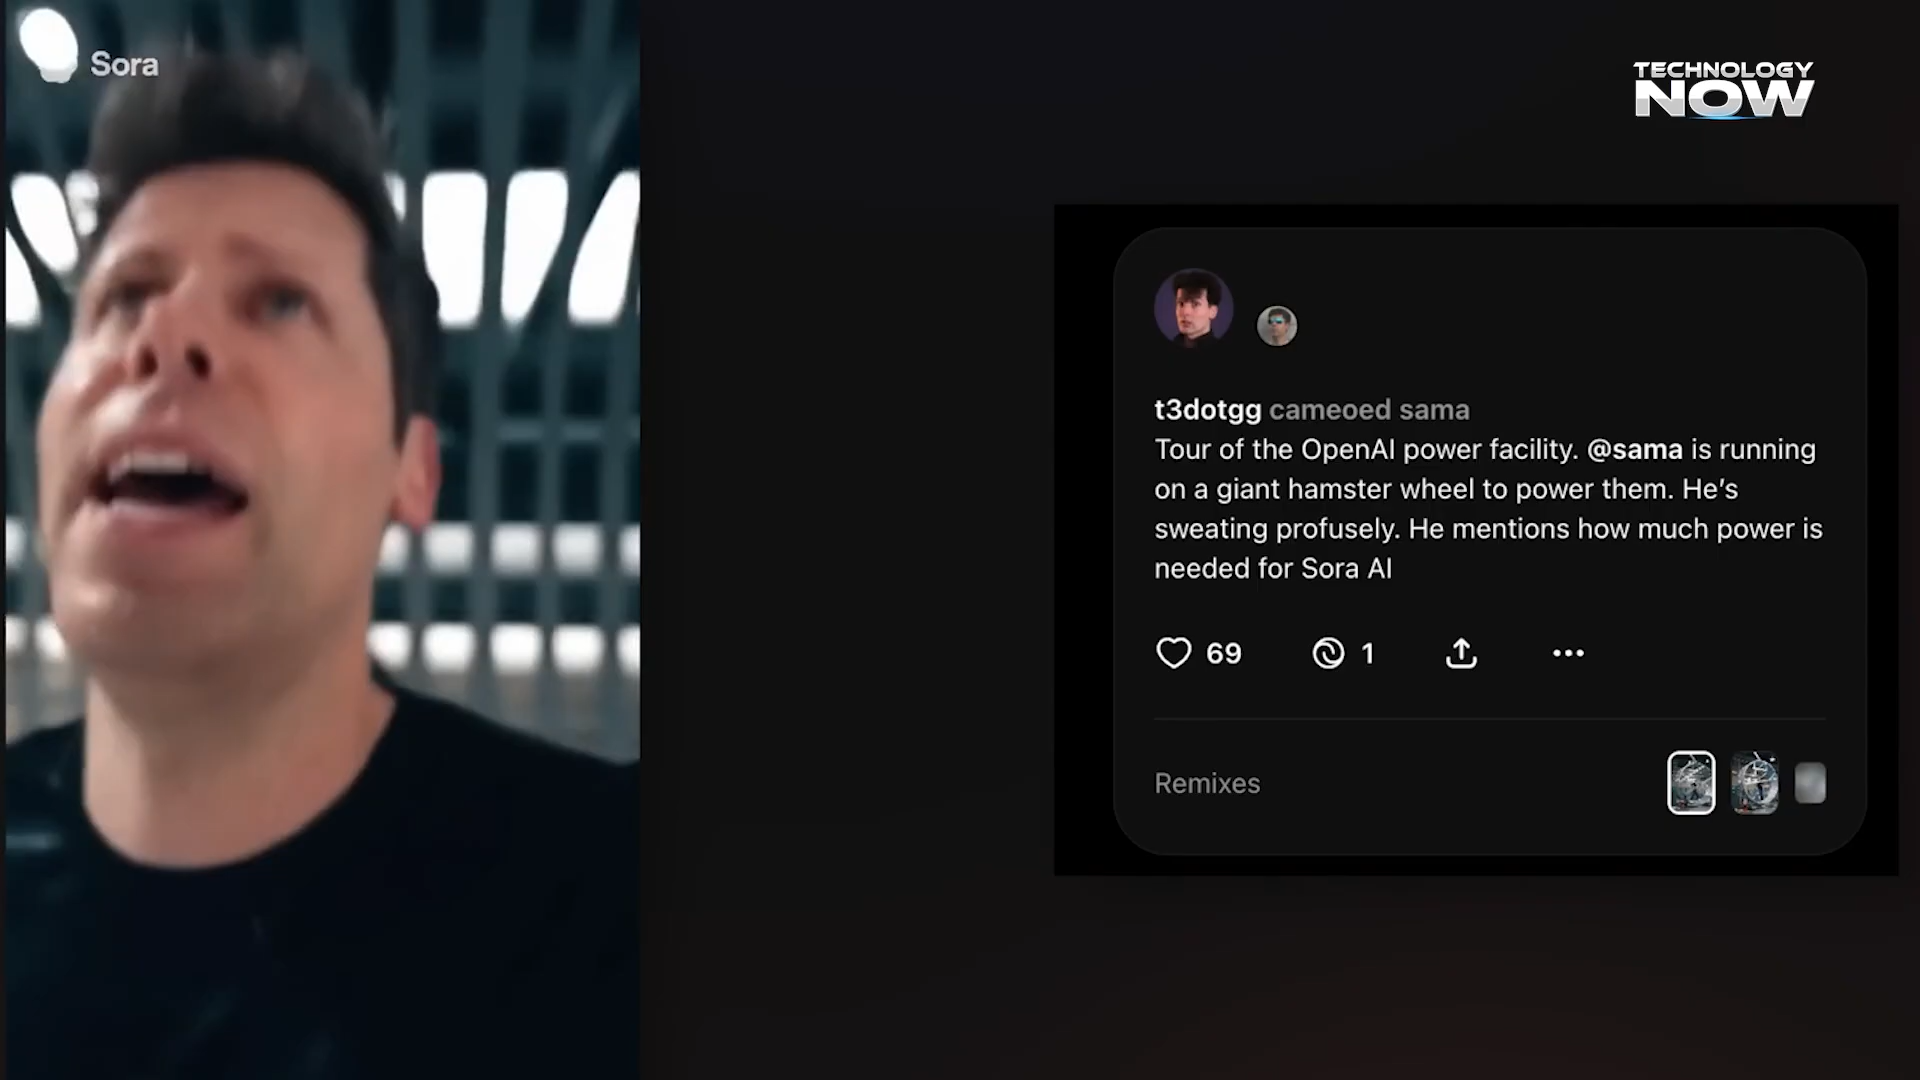 Sora
TECHNOLOGY
NOW
t3dotgg cameoed sama
Tour of the OpenAI power facility. @sama is running
on a giant hamster wheel to power them. He’s
sweating profusely. He mentions how much power is
needed for Sora AI
69
1
Remixes